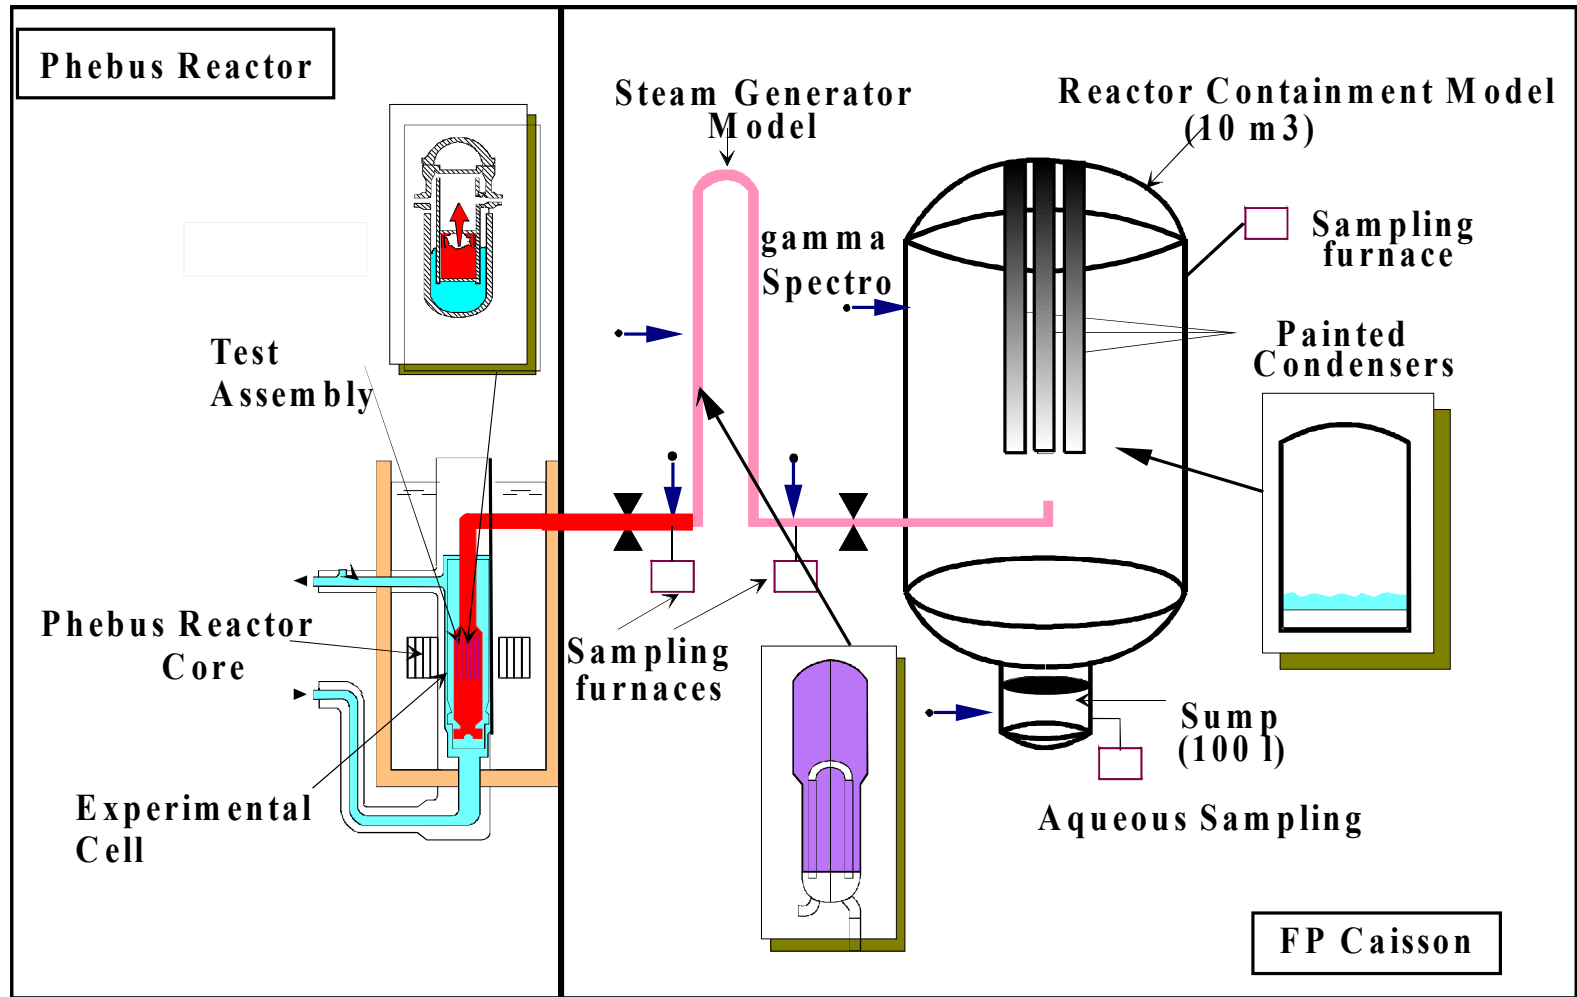 Phebus Reactor
Steam Generator
Model
Reactor Containment Model
(10 m3)
gamma
Spectro
Sampling
furnace
Painted
Condensers
Test
Assembly
Phebus Reactor
Core
Experimental
Cell
Sampling
furnaces
Sump
(100 l)
Aqueous Sampling
FP Caisson